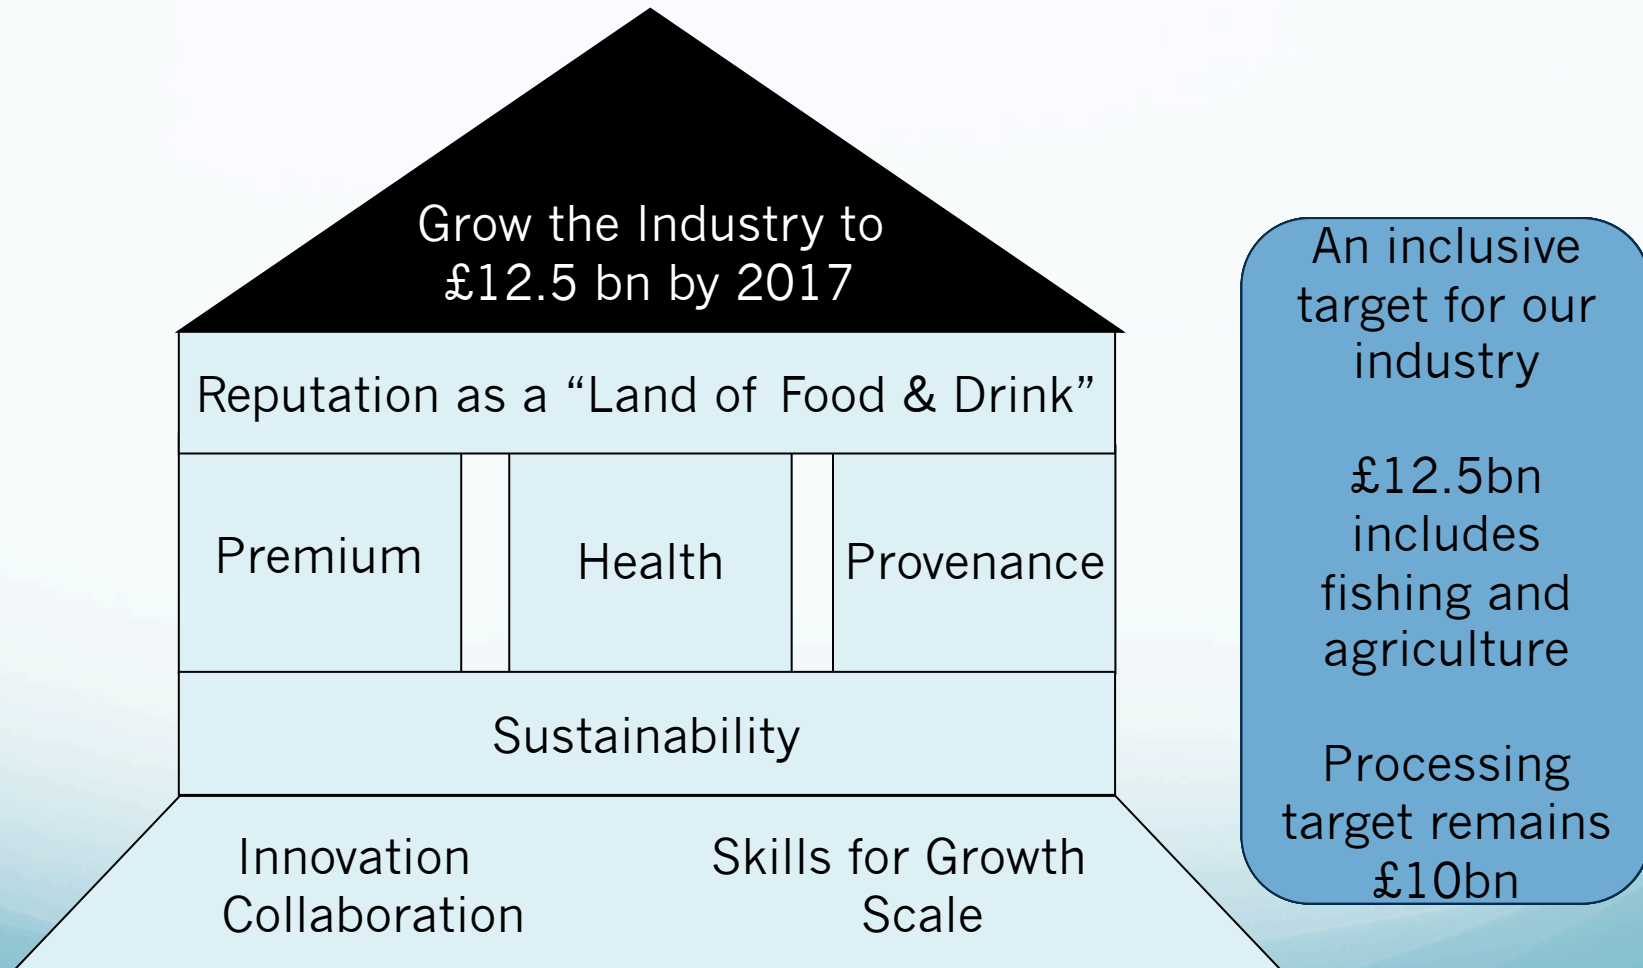 Grow the Industry to
£12.5 bn by 2017
Reputation as a “Land of Food & Drink”
Premium
Health
Provenance
Sustainability
Innovation
Collaboration
Skills for Growth
Scale
An inclusive
target for our
industry
£12.5bn
includes
fishing and
agriculture
Processing
target remains
£10bn